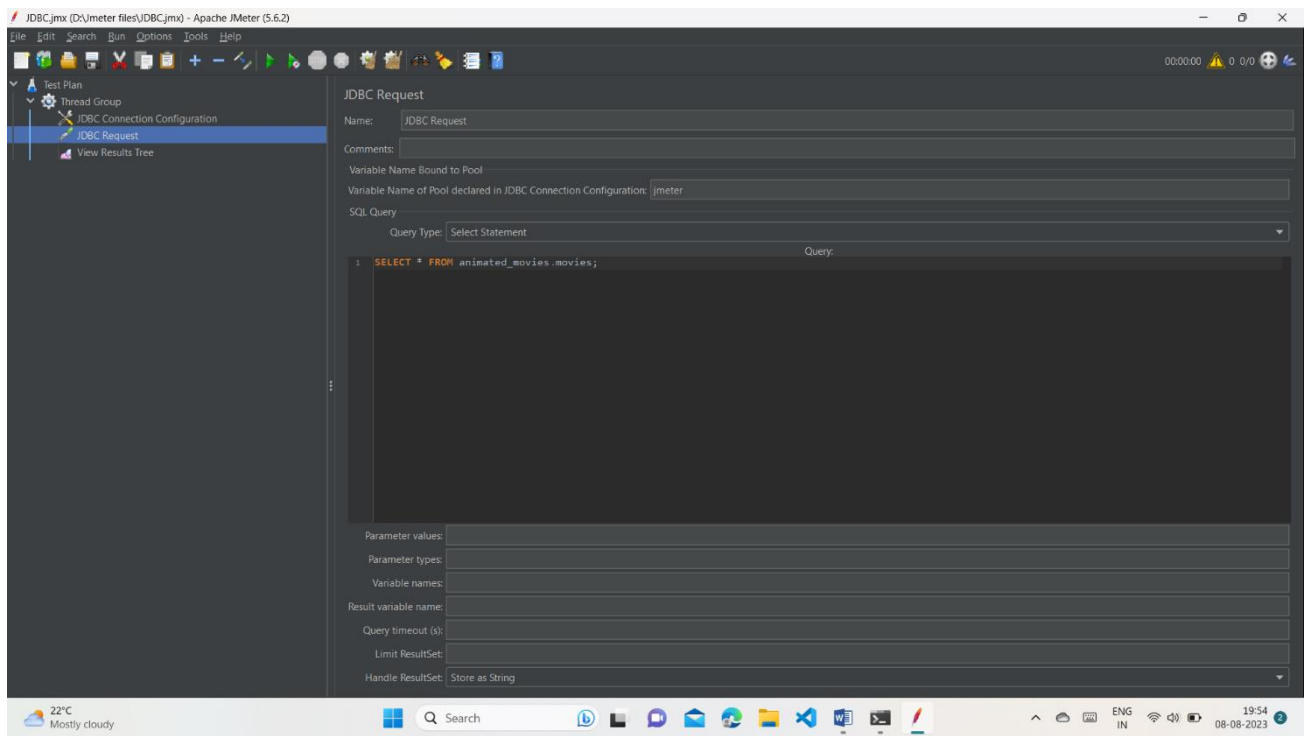 JDBC.jmx (D:\Jmeter files\JDBC.jmx) - Apache JMeter (5.6.2)
File Edit Search Run Options Tools Help
00:00:00 0 0/0
Test Plan
Thread Group
JDBC Connection Configuration
JDBC Request
View Results Tree
JDBC Request
Name: JDBC Request
Comments:
Variable Name Bound to Pool
Variable Name of Pool declared in JDBC Connection Configuration: jmeter
SQL Query
Query Type: Select Statement
Query:
1 SELECT * FROM animated_movies.movies;
Parameter values:
Parameter types:
Variable names:
Result variable name:
Query timeout (s):
Limit ResultSet:
Handle ResultSet: Store as String
22°C
Mostly cloudy
Search
ENG
IN
19:54
08-08-2023
2